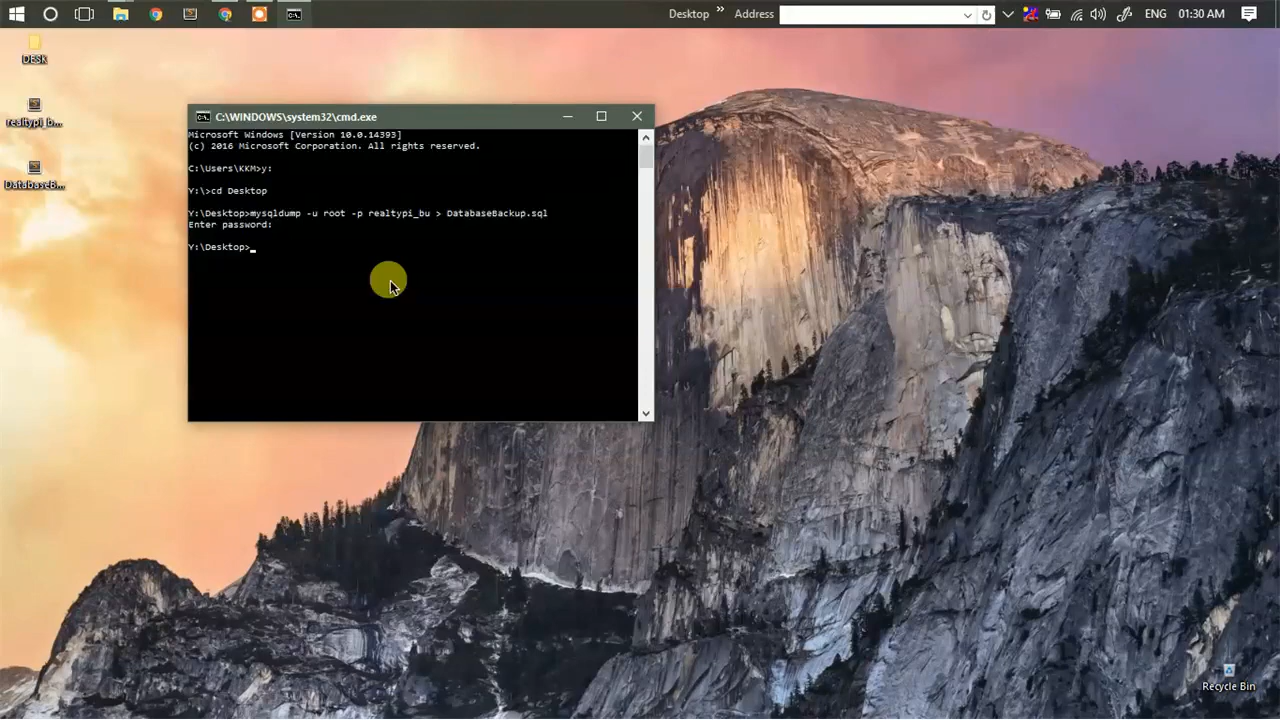 Desktop » Address ENG 01:30 AM
DESK
realtypi_b...
DatabaseB...
C:\WINDOWS\system32\cmd.exe
Microsoft Windows [Version 10.0.14393]
(c) 2016 Microsoft Corporation. All rights reserved.
C:\Users\KKM>y:
Y:\>cd Desktop
Y:\Desktop>mysqldump -u root -p realtypi_bu > DatabaseBackup.sql
Enter password:
Y:\Desktop>_
Recycle Bin